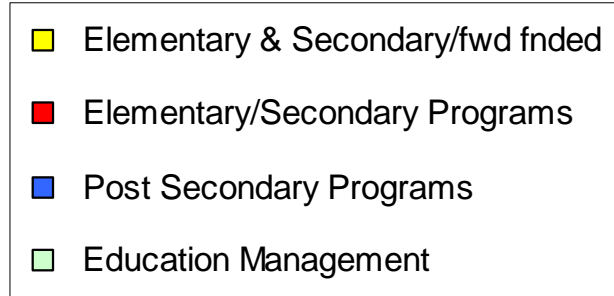 Elementary & Secondary/fwd fnded
Elementary/Secondary Programs
Post Secondary Programs
Education Management